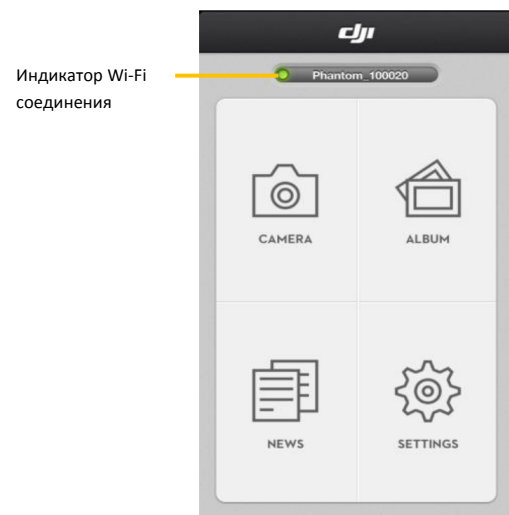 dji
Phantom_100020
Индикатор Wi-Fi
соединения
CAMERA
ALBUM
NEWS
SETTINGS